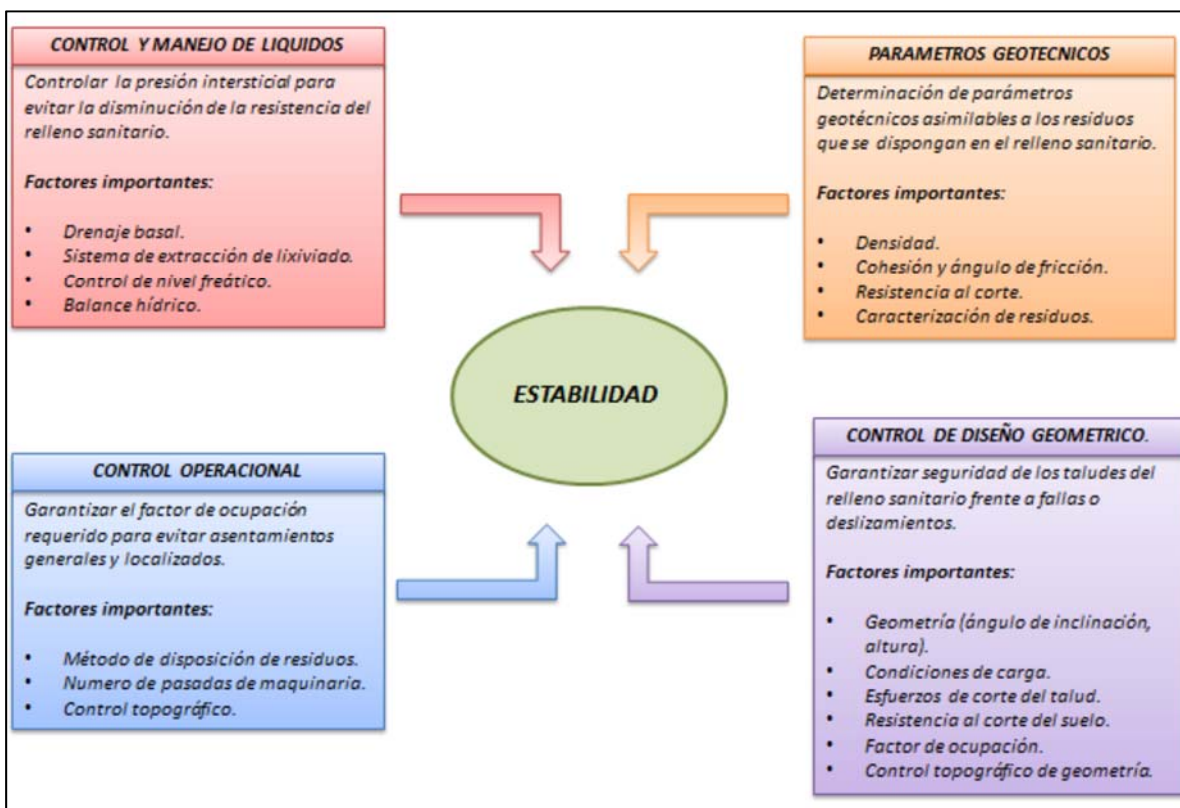 CONTROL Y MANEJO DE LIQUIDOS
Controlar la presión intersticial para
evitar la disminución de la resistencia del
relleno sanitario.
Factores importantes:
• Drenaje basal.
• Sistema de extracción de lixiviado.
• Control de nivel freático.
• Balance hídrico.
PARAMETROS GEOTECNICOS
Determinación de parámetros
geotécnicos asimilables a los residuos
que se dispongan en el relleno sanitario.
Factores importantes:
• Densidad.
• Cohesión y ángulo de fricción.
• Resistencia al corte.
• Caracterización de residuos.
ESTABILIDAD
CONTROL OPERACIONAL
Garantizar el factor de ocupación
requerido para evitar asentamientos
generales y localizados.
Factores importantes:
• Método de disposición de residuos.
• Numero de pasadas de maquinaria.
• Control topográfico.
CONTROL DE DISEÑO GEOMETRICO.
Garantizar seguridad de los taludes del
relleno sanitario frente a fallas o
deslizamientos.
Factores importantes:
• Geometría (ángulo de inclinación,
altura).
• Condiciones de carga.
• Esfuerzos de corte del talud.
• Resistencia al corte del suelo.
• Factor de ocupación.
• Control topográfico de geometría.